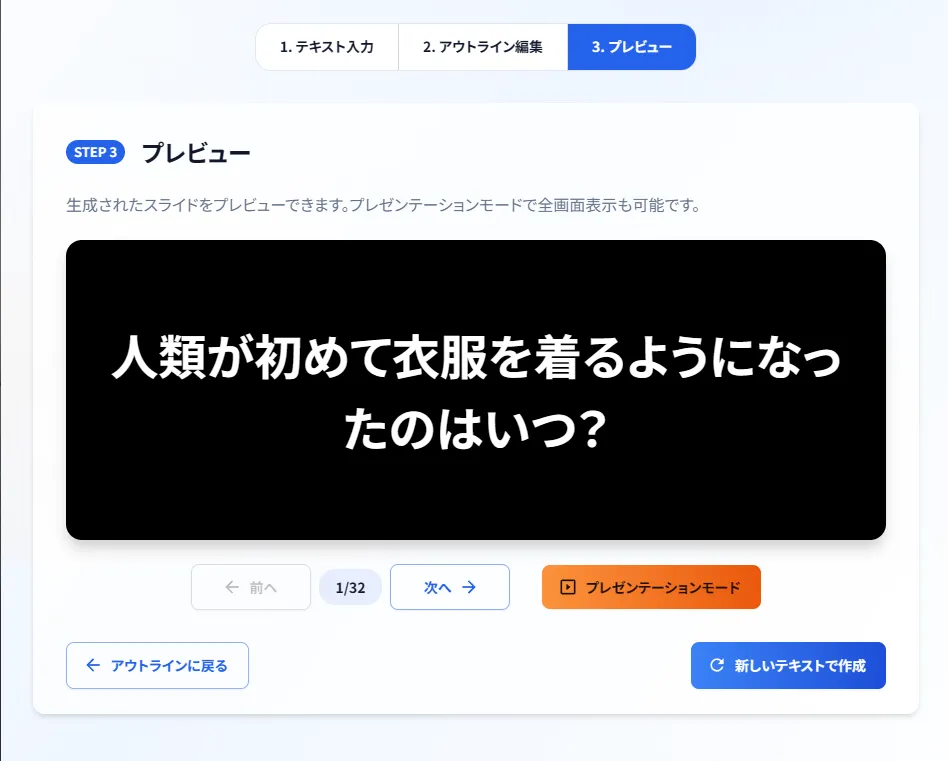 1. テキスト入力
2. アウトライン編集
3. プレビュー
STEP 3
プレビュー
生成されたスライドをプレビューできます。プレゼンテーションモードで全画面表示も可能です。
人類が初めて衣服を着るようになっ
たのはいつ？
← 前へ
1/32
次へ →
プレゼンテーションモード
← アウトラインに戻る
新しいテキストで作成